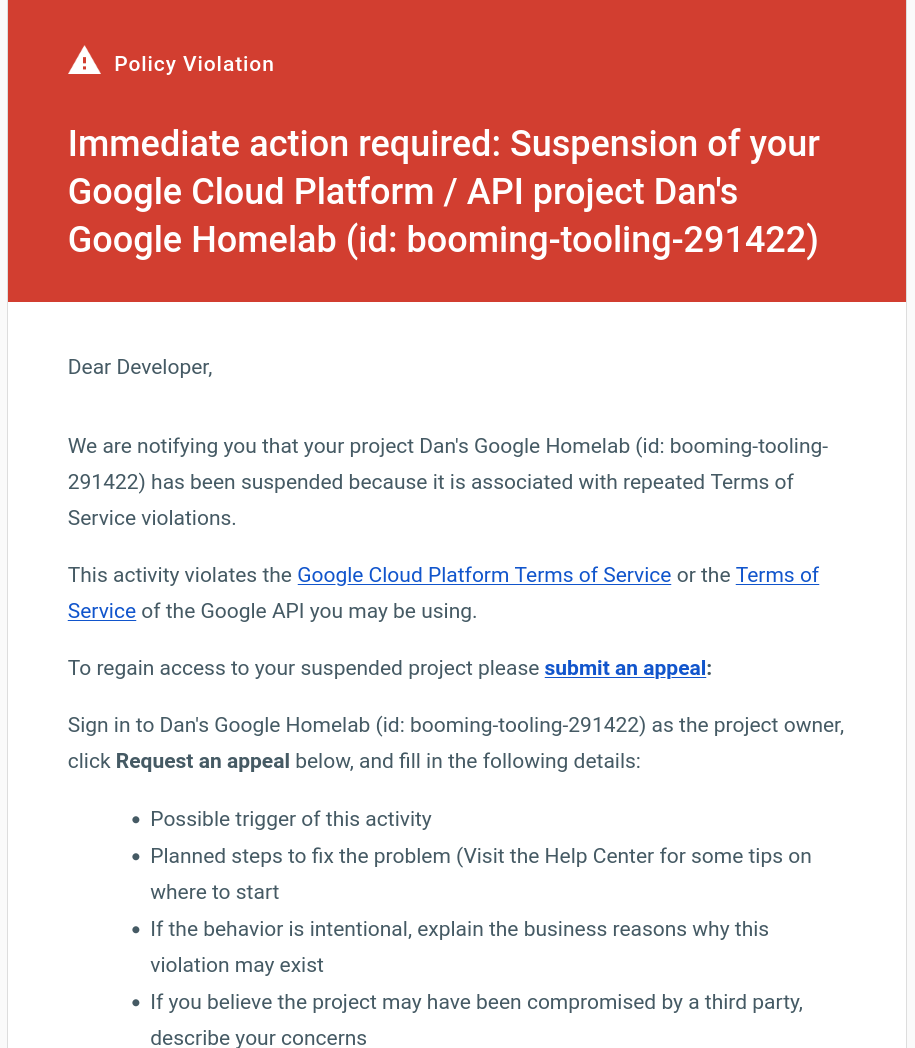 Policy Violation
Immediate action required: Suspension of your
Google Cloud Platform / API project Dan's
Google Homelab (id: booming-tooling-291422)
Dear Developer,
We are notifying you that your project Dan's Google Homelab (id: booming-tooling-
291422) has been suspended because it is associated with repeated Terms of
Service violations.
This activity violates the Google Cloud Platform Terms of Service or the Terms of
Service of the Google API you may be using.
To regain access to your suspended project please submit an appeal:
Sign in to Dan's Google Homelab (id: booming-tooling-291422) as the project owner,
click Request an appeal below, and fill in the following details:
• Possible trigger of this activity
• Planned steps to fix the problem (Visit the Help Center for some tips on
where to start
• If the behavior is intentional, explain the business reasons why this
violation may exist
• If you believe the project may have been compromised by a third party,
describe your concerns